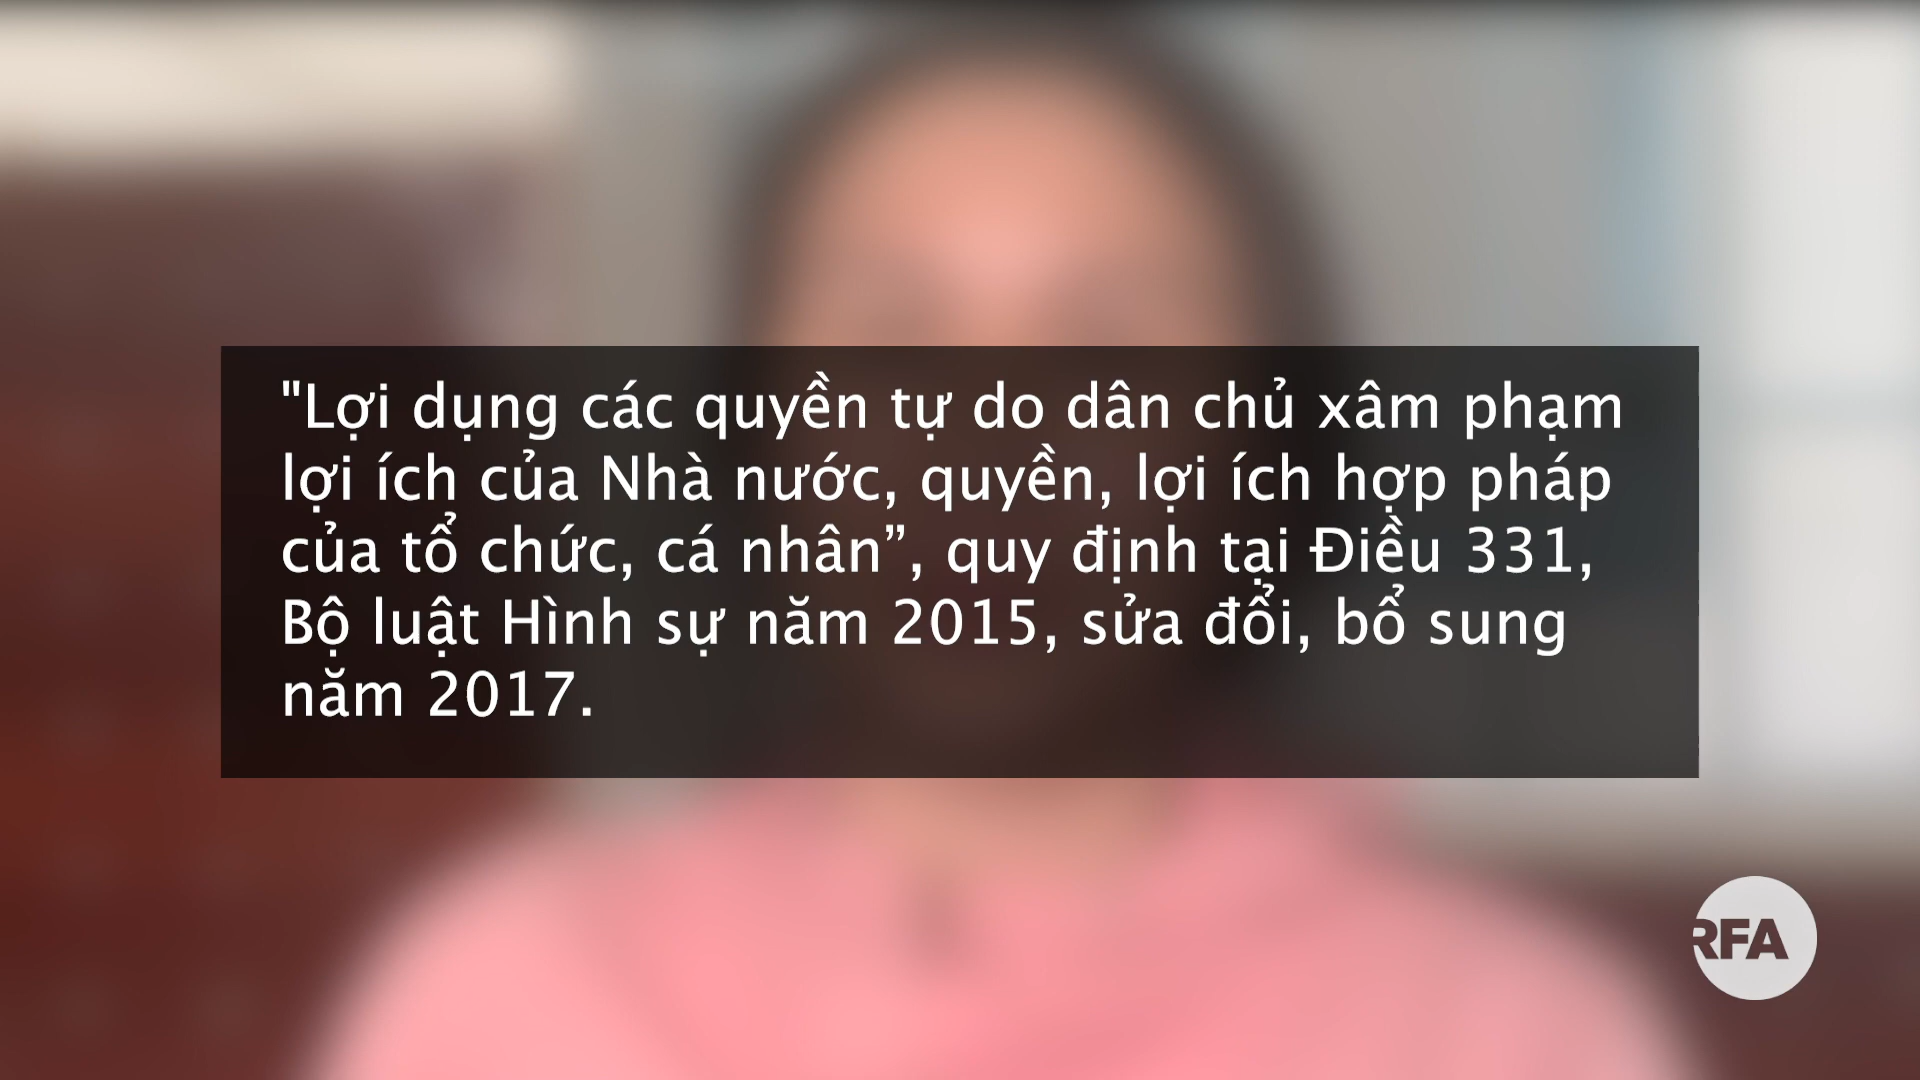 "Lợi dụng các quyền tự do dân chủ xâm phạm
lợi ích của Nhà nước, quyền, lợi ích hợp pháp
của tổ chức, cá nhân”, quy định tại Điều 331,
Bộ luật Hình sự năm 2015, sửa đổi, bổ sung
năm 2017.
RFA